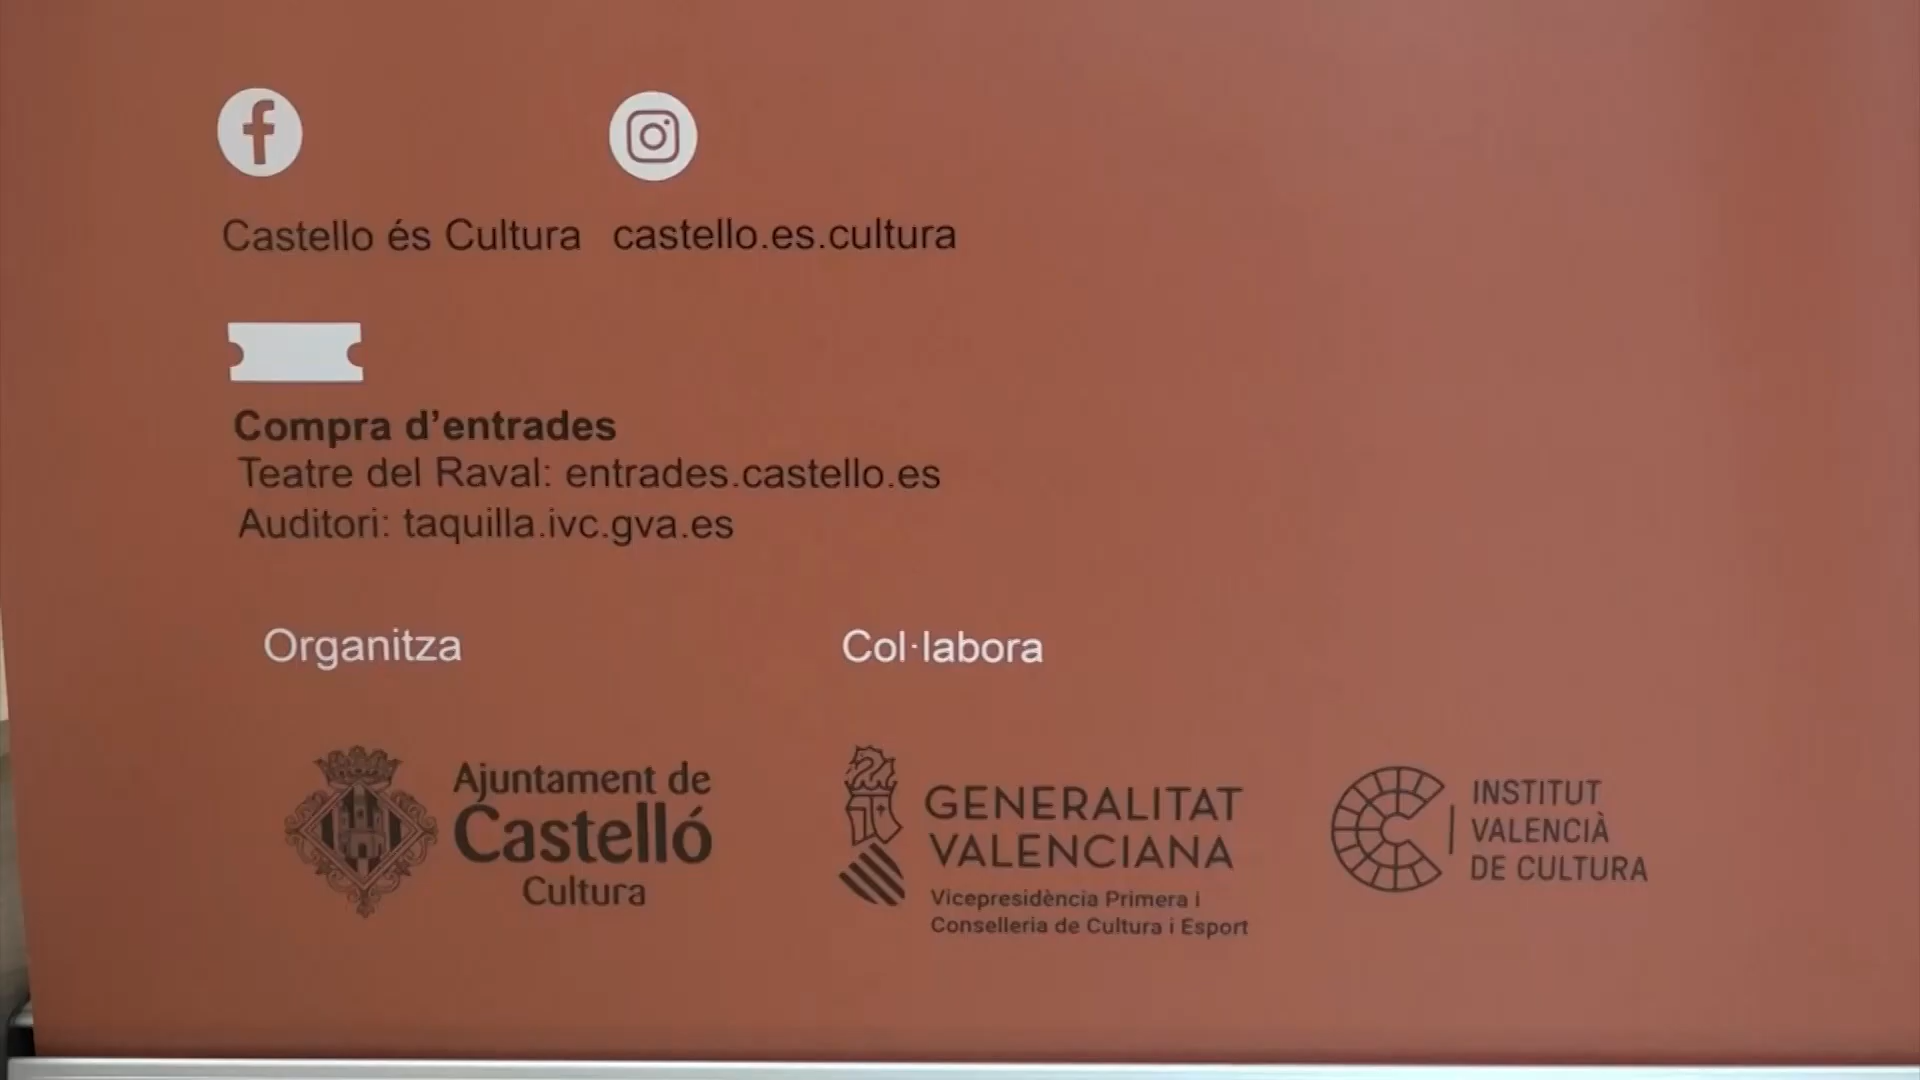 Castello és Cultura
castello.es.cultura
Compra d’entrades
Teatre del Raval: entrades.castello.es
Auditori: taquilla.ivc.gva.es
Organitza
Col·labora
Ajuntament de
Castelló
Cultura
GENERALITAT
VALENCIANA
Vicepresidència Primera i
Conselleria de Cultura i Esport
INSTITUT
VALENCIÀ
DE CULTURA